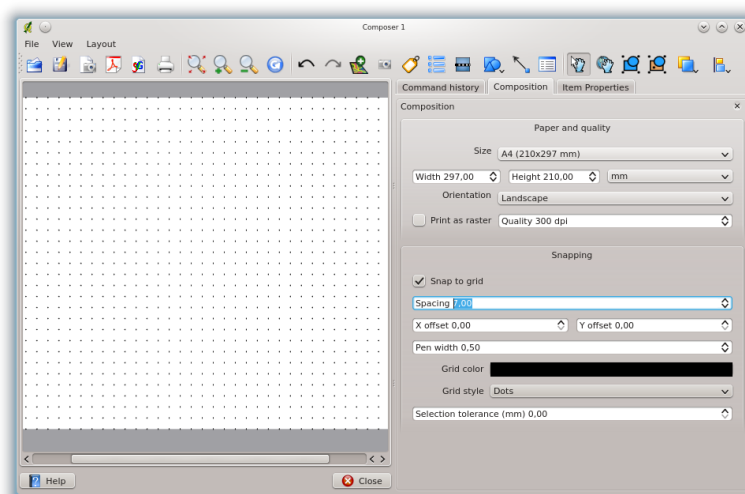 Composer 1
File View Layout
Command history Composition Item Properties
Composition
Paper and quality
Size A4 (210x297 mm)
Width 297,00 Height 210,00 mm
Orientation Landscape
Print as raster Quality 300 dpi
Snapping
Snap to grid
Spacing 7,00
X offset 0,00 Y offset 0,00
Pen width 0,50
Grid color
Grid style Dots
Selection tolerance (mm) 0,00
Help Close